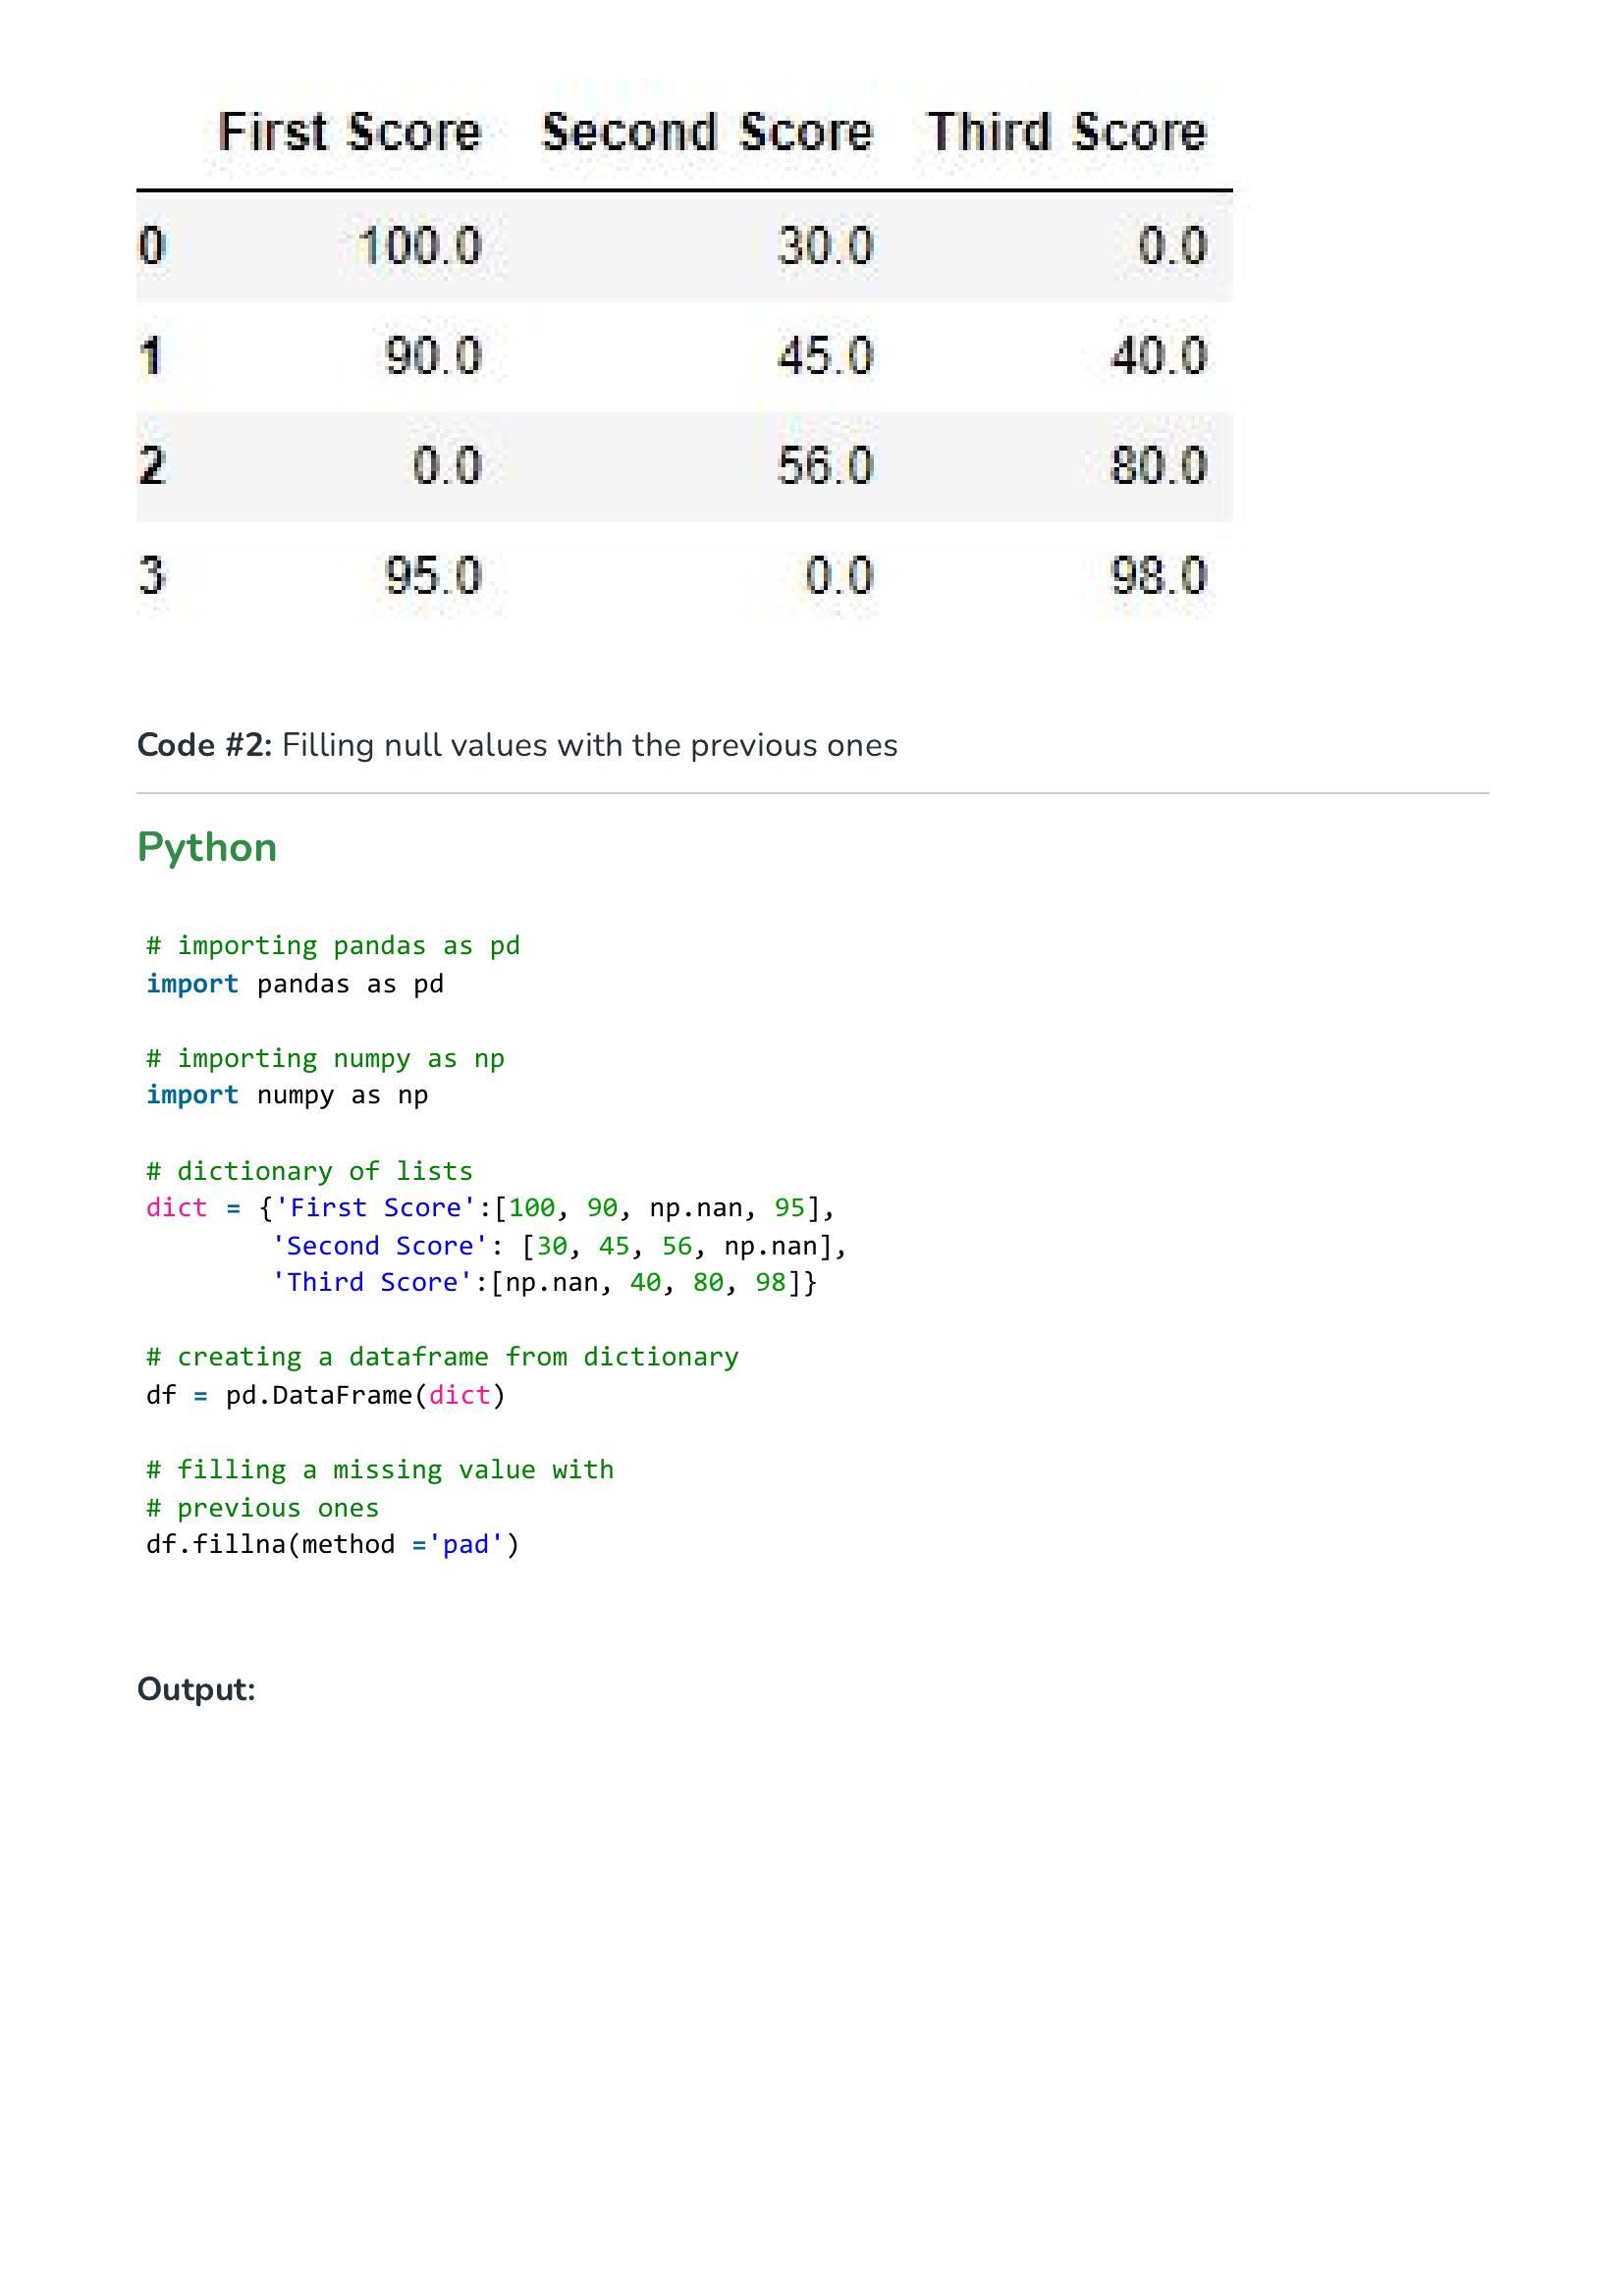 First Score Second Score Third Score
0 100.0 30.0 0.0
1 90.0 45.0 40.0
2 0.0 56.0 80.0
3 95.0 0.0 98.0
Code #2: Filling null values with the previous ones
Python
# importing pandas as pd
import pandas as pd
# importing numpy as np
import numpy as np
# dictionary of lists
dict = {'First Score':[100, 90, np.nan, 95],
        'Second Score': [30, 45, 56, np.nan],
        'Third Score':[np.nan, 40, 80, 98]}
# creating a dataframe from dictionary
df = pd.DataFrame(dict)
# filling a missing value with
# previous ones
df.fillna(method ='pad')
Output: